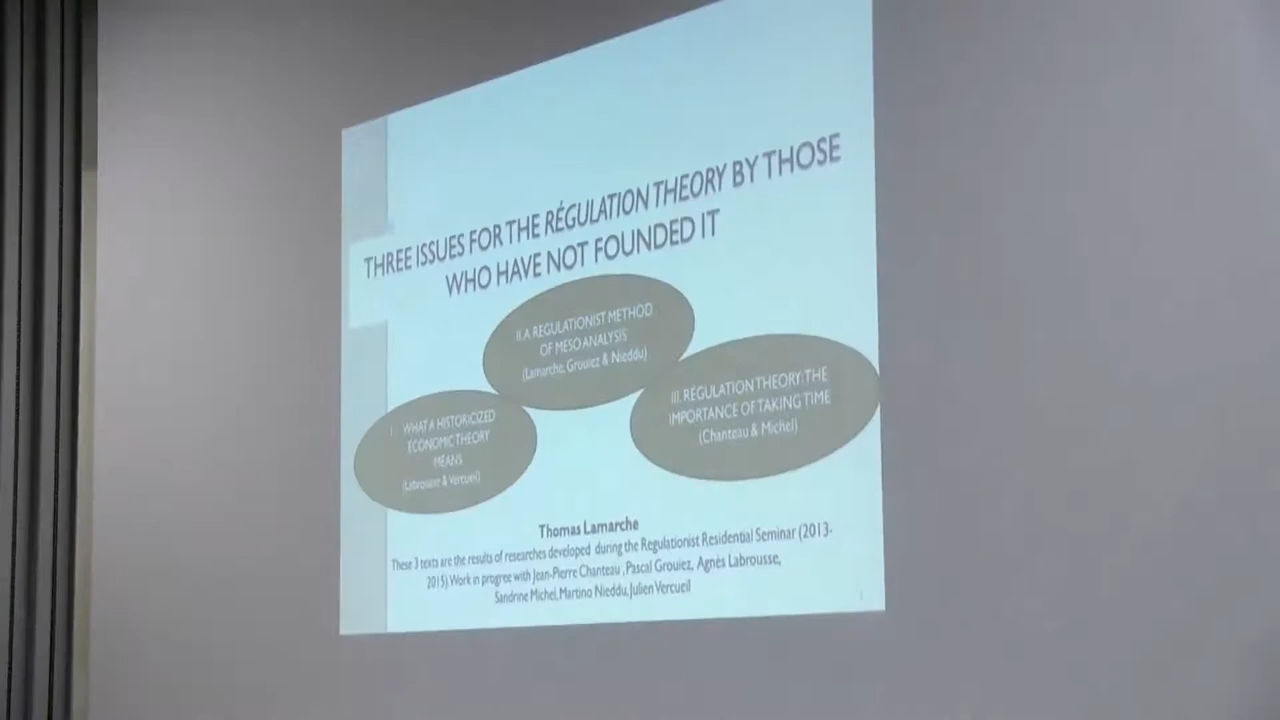 THREE ISSUES FOR THE RÉGULATION THEORY BY THOSE
WHO HAVE NOT FOUNDED IT
I. WHAT A HISTORICIZED
ECONOMIC THEORY
MEANS
(Labrousse & Vercueil)
II. A REGULATIONIST METHOD
OF MESO ANALYSIS
(Lamarche, Grouiez & Nieddu)
III. RÉGULATION THEORY: THE
IMPORTANCE OF TAKING TIME
(Chanteau & Michel)
Thomas Lamarche
These 3 texts are the results of researches developed during the Regulationist Residential Seminar (2013-
2015). Work in progree with Jean-Pierre Chanteau , Pascal Grouiez, Agnès Labrousse,
Sandrine Michel, Martino Nieddu, Julien Vercueil